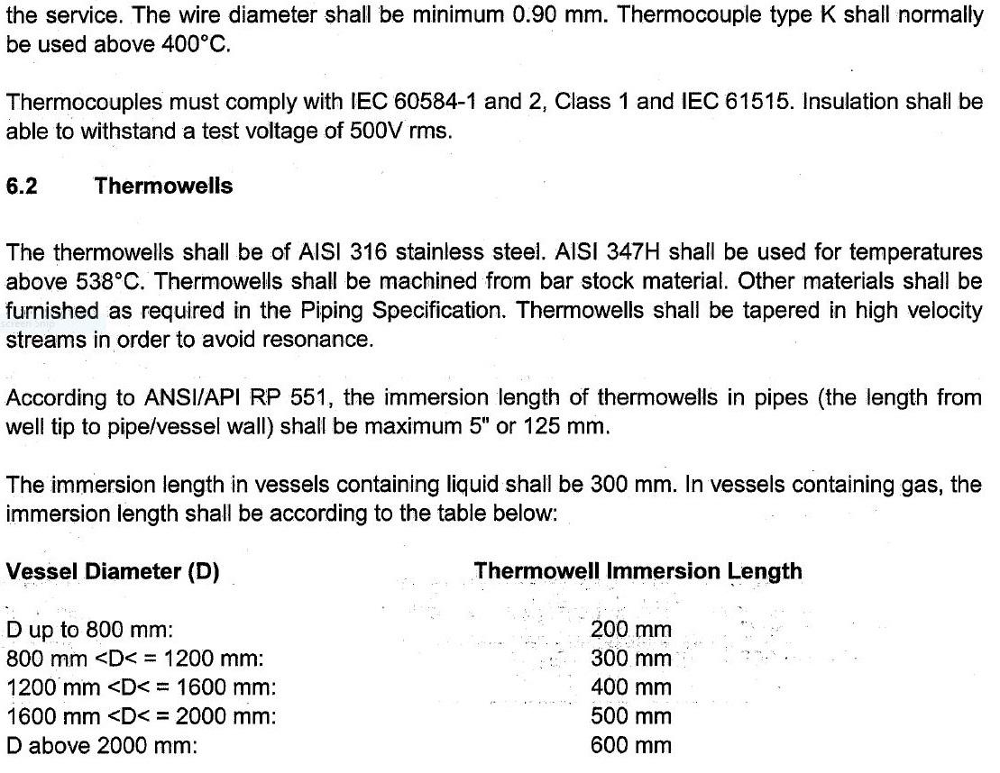 the service. The wire diameter shall be minimum 0.90 mm. Thermocouple type K shall normally
be used above 400°C.
Thermocouples must comply with IEC 60584-1 and 2, Class 1 and IEC 61515. Insulation shall be
able to withstand a test voltage of 500V rms.
6.2 Thermowells
The thermowells shall be of AISI 316 stainless steel. AISI 347H shall be used for temperatures
above 538°C. Thermowells shall be machined from bar stock material. Other materials shall be
furnished as required in the Piping Specification. Thermowells shall be tapered in high velocity
streams in order to avoid resonance.
According to ANSI/API RP 551, the immersion length of thermowells in pipes (the length from
well tip to pipe/vessel wall) shall be maximum 5" or 125 mm.
The immersion length in vessels containing liquid shall be 300 mm. In vessels containing gas, the
immersion length shall be according to the table below:
Vessel Diameter (D) Thermowell Immersion Length
D up to 800 mm: 200 mm
800 mm <D< = 1200 mm: 300 mm
1200 mm <D< = 1600 mm: 400 mm
1600 mm <D< = 2000 mm: 500 mm
D above 2000 mm: 600 mm